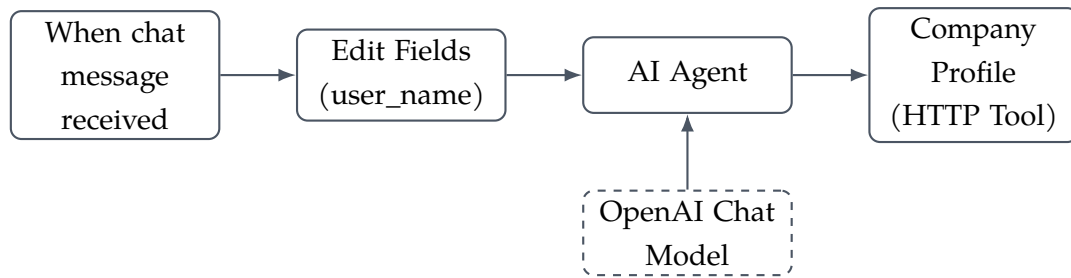 When chat
message
received
Edit Fields
(user_name)
AI Agent
Company
Profile
(HTTP Tool)
OpenAI Chat
Model